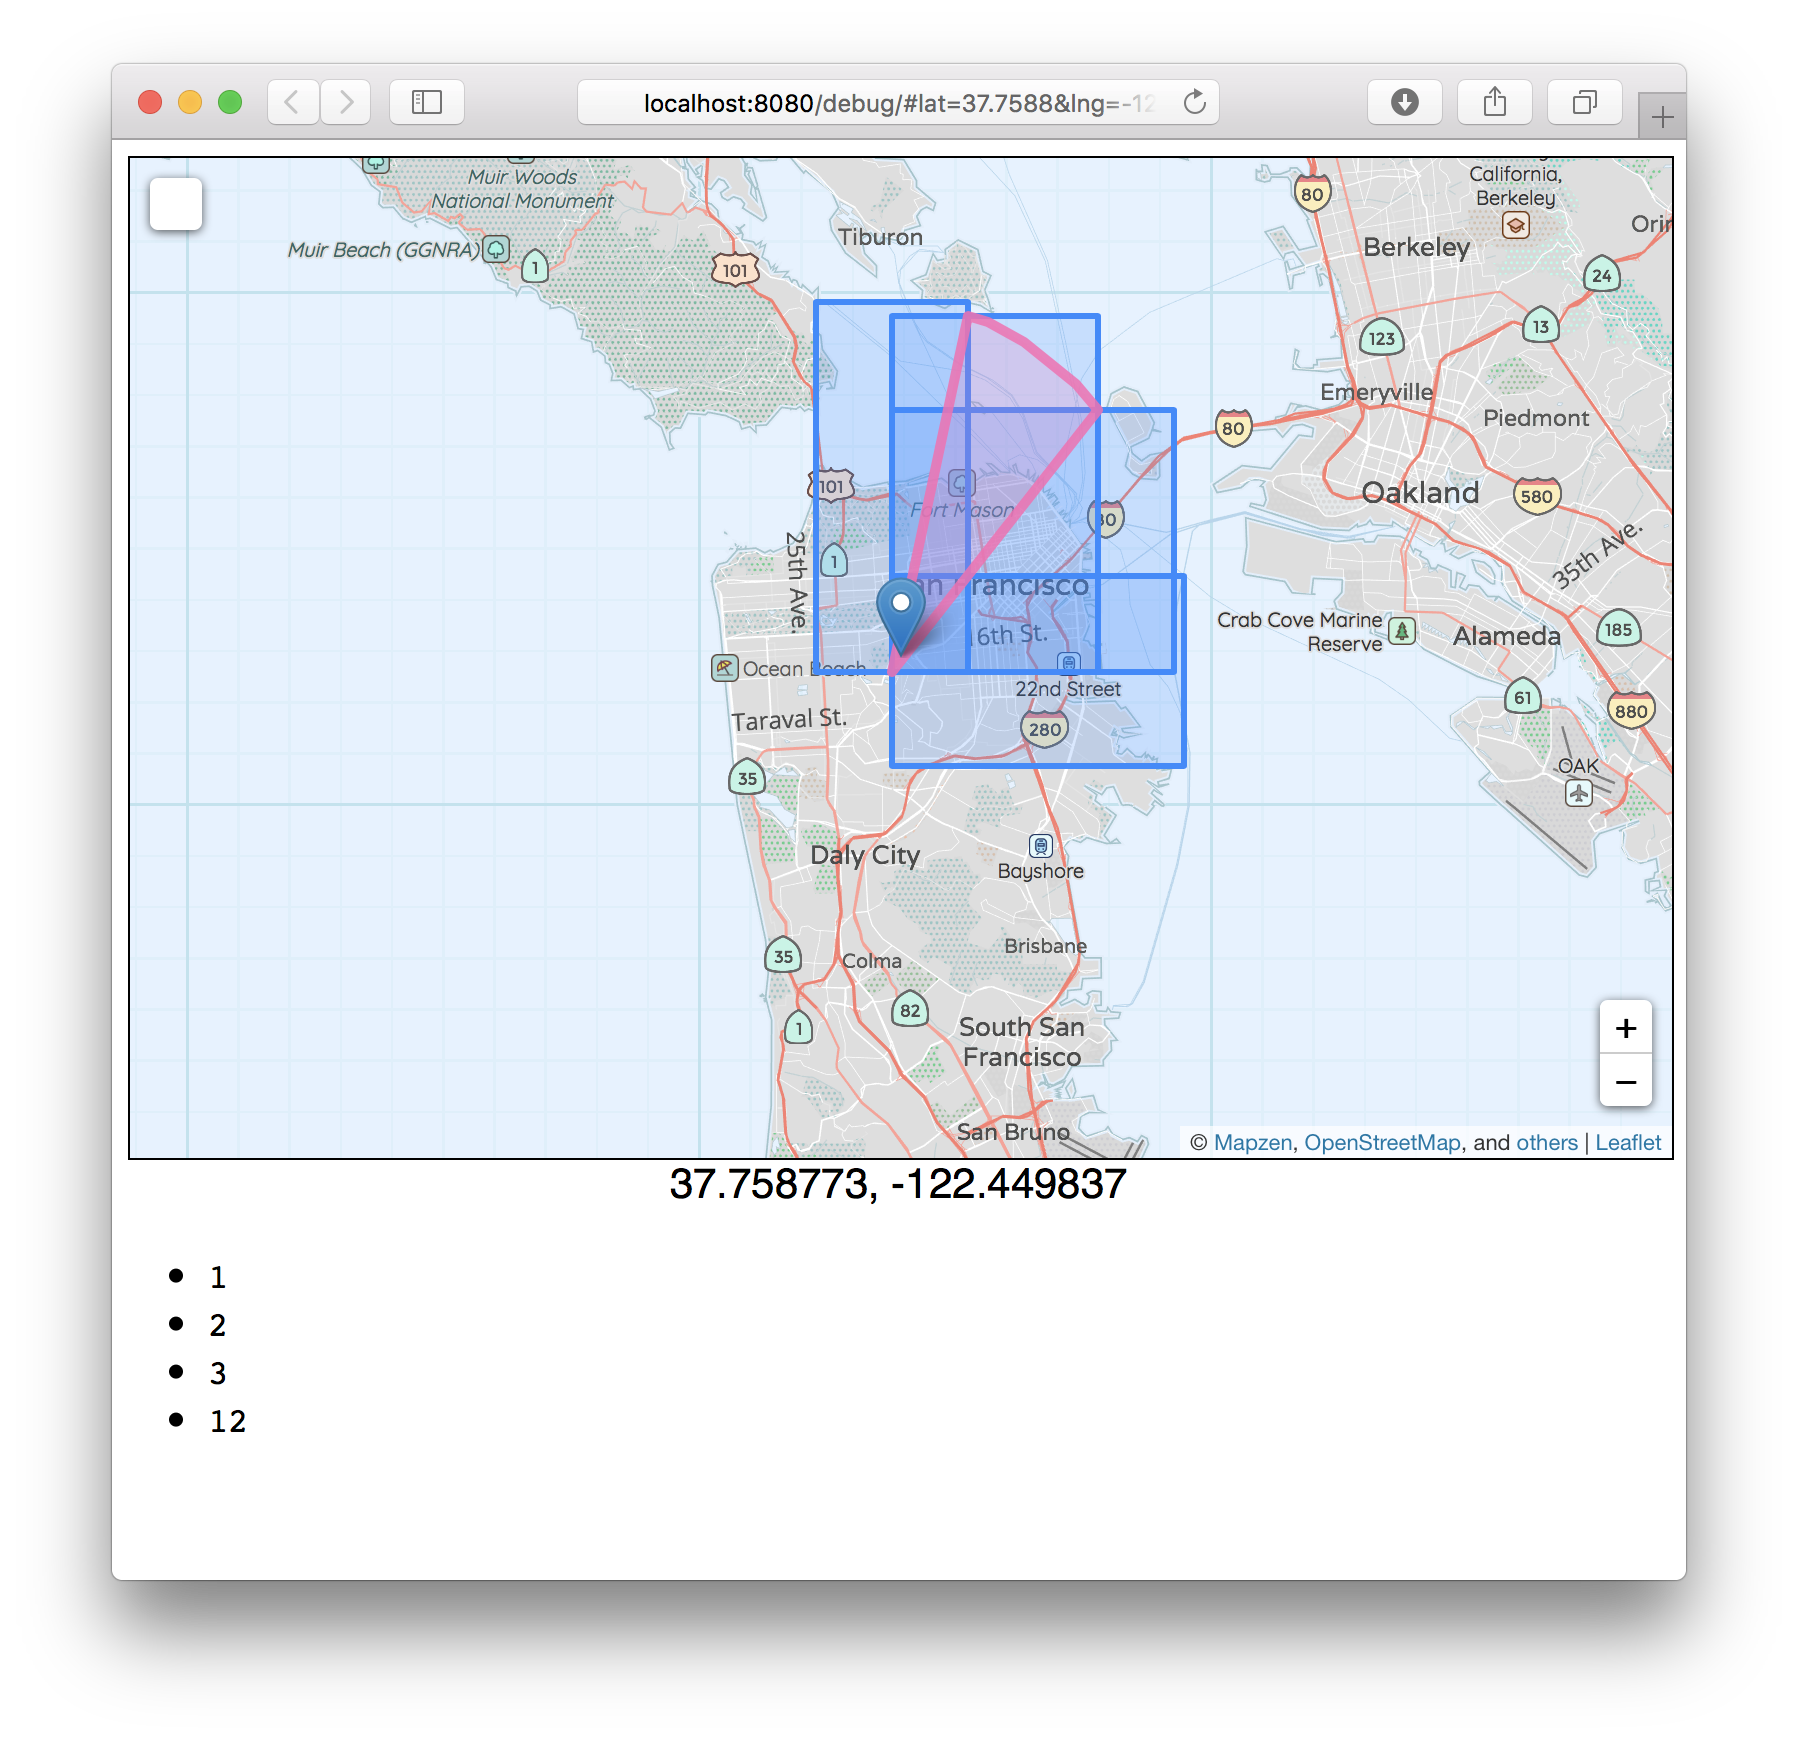 localhost:8080/debug/#lat=37.7588&lng=-12
Muir Woods
National Monument
Muir Beach (GGNRA)
1
101
Tiburon
80
California,
Berkeley
Berkeley
24
13
123
Emeryville
Piedmont
80
Oakland
580
35th Ave.
101
Fort Mason
80
25th Ave.
1
16th St.
Ocean Beach
22nd Street
Taraval St.
280
Crab Cove Marine
Reserve
Alameda
185
61
880
OAK
35
Daly City
Bayshore
Brisbane
35
Colma
82
1
South San
Francisco
San Bruno
+
−
© Mapzen, OpenStreetMap, and others | Leaflet
37.758773, -122.449837
• 1
• 2
• 3
• 12